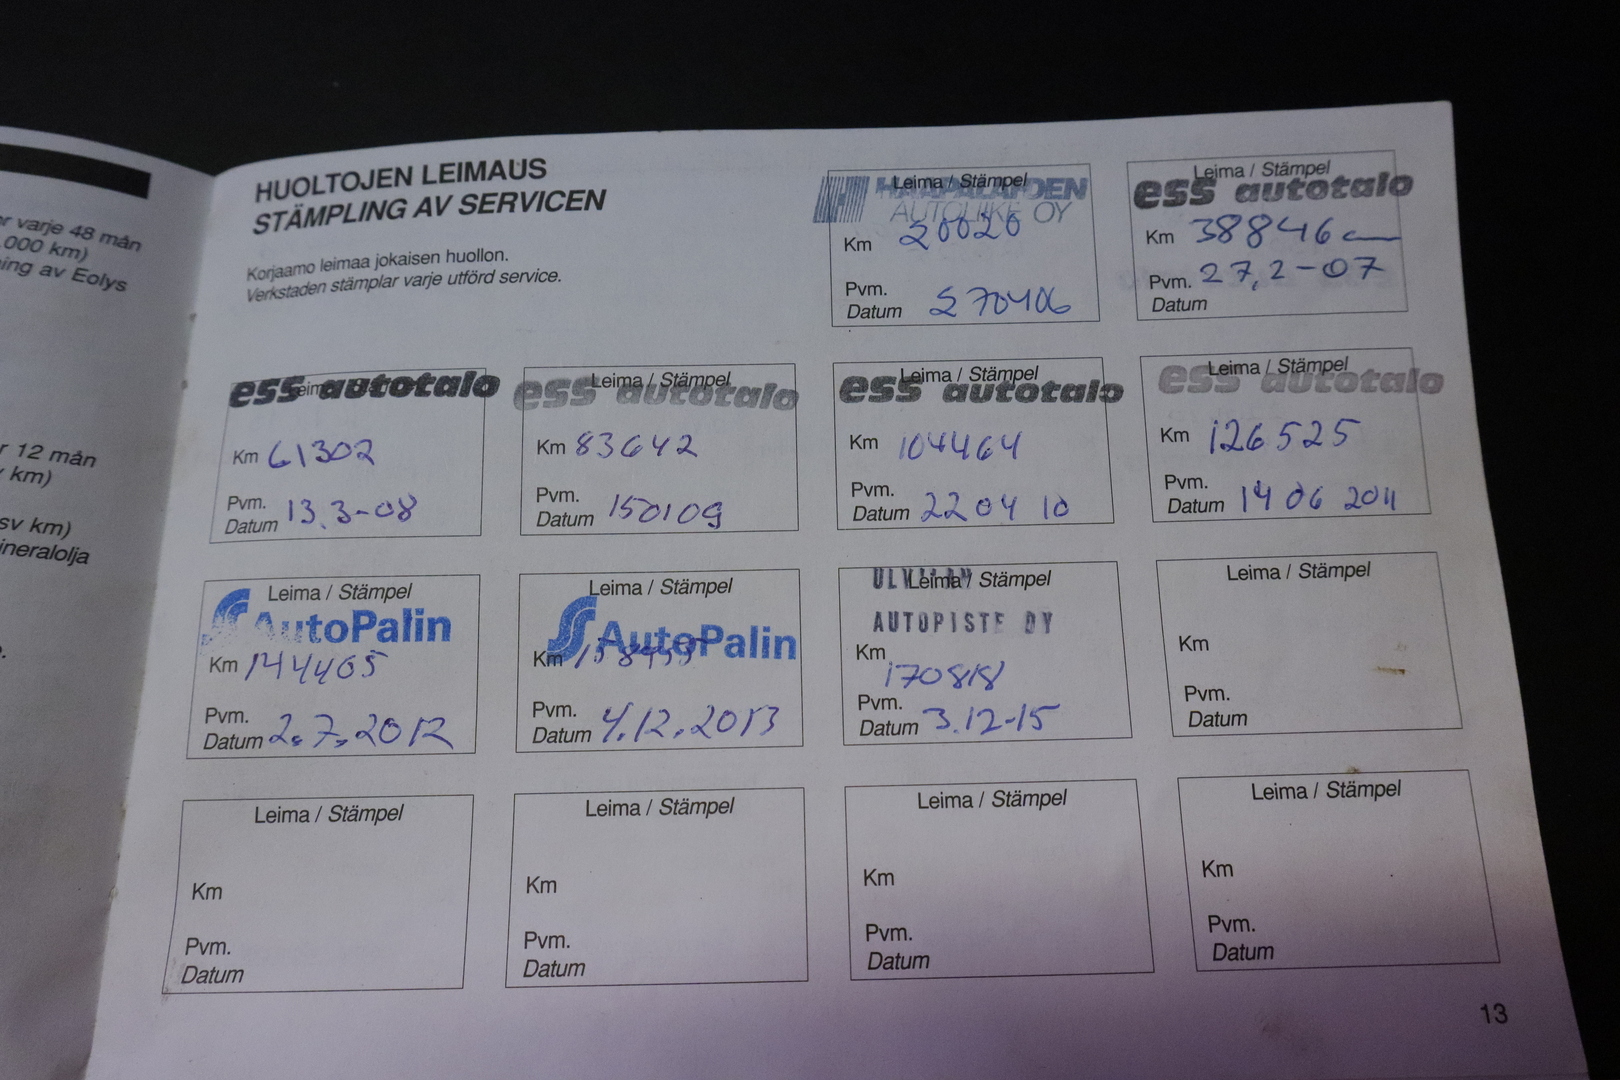 r varje 48 mån
.000 km)
ing av Eolys
r 12 mån
km)
sv km)
ineralolja
HUOLTOJEN LEIMAUS
STÄMPLING AV SERVICEN
Korjaamo leimaa jokaisen huollon.
Verkstaden stämplar varje utförd service.
Leima / Stämpel
AUTOLIIKE OY
Km 20020
Pvm.
Datum 270406
Leima / Stämpel
ess autotalo
Km 38846
Pvm. 27,2-07
Datum
ess autotalo
Km 61302
Pvm.
Datum 13.3-08
Leima / Stämpel
ess autotalo
Km 83642
Pvm.
Datum 150109
Leima / Stämpel
ess autotalo
Km 104464
Pvm.
Datum 220410
Leima / Stämpel
ess autotalo
Km 126525
Pvm.
Datum 14 06 2011
Leima / Stämpel
AutoPalin
Km 144405
Pvm.
Datum 2.7.2012
Leima / Stämpel
AutoPalin
Km
Pvm.
Datum 4.12.2013
Leima / Stämpel
AUTOPISTE OY
Km
170818
Pvm.
Datum 3.12-15
Leima / Stämpel
Km
Pvm.
Datum
Leima / Stämpel
Km
Pvm.
Datum
Leima / Stämpel
Km
Pvm.
Datum
Leima / Stämpel
Km
Pvm.
Datum
Leima / Stämpel
Km
Pvm.
Datum
13